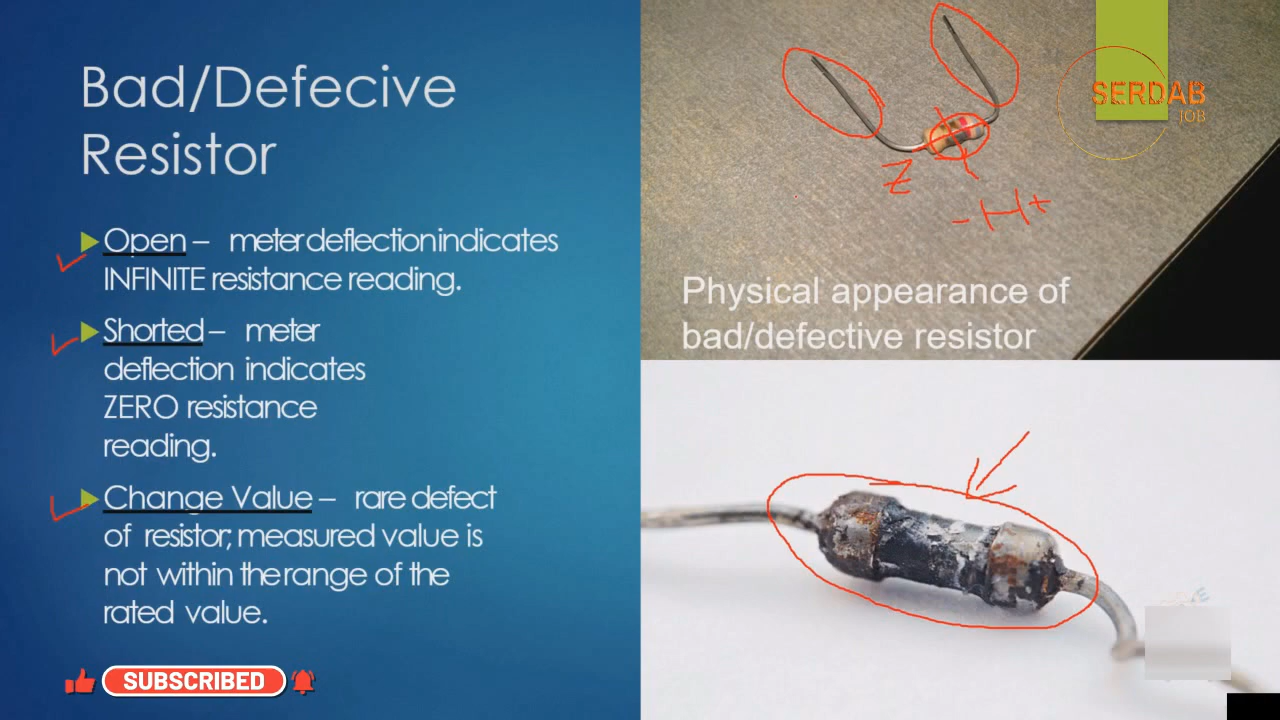 Bad/Defecive
Resistor
Open – meter deflection indicates
INFINITE resistance reading.
Shorted – meter
deflection indicates
ZERO resistance
reading.
Change Value – rare defect
of resistor; measured value is
not within the range of the
rated value.
SUBSCRIBED
SERDAB
JOB
Z
-H+
Physical appearance of
bad/defective resistor